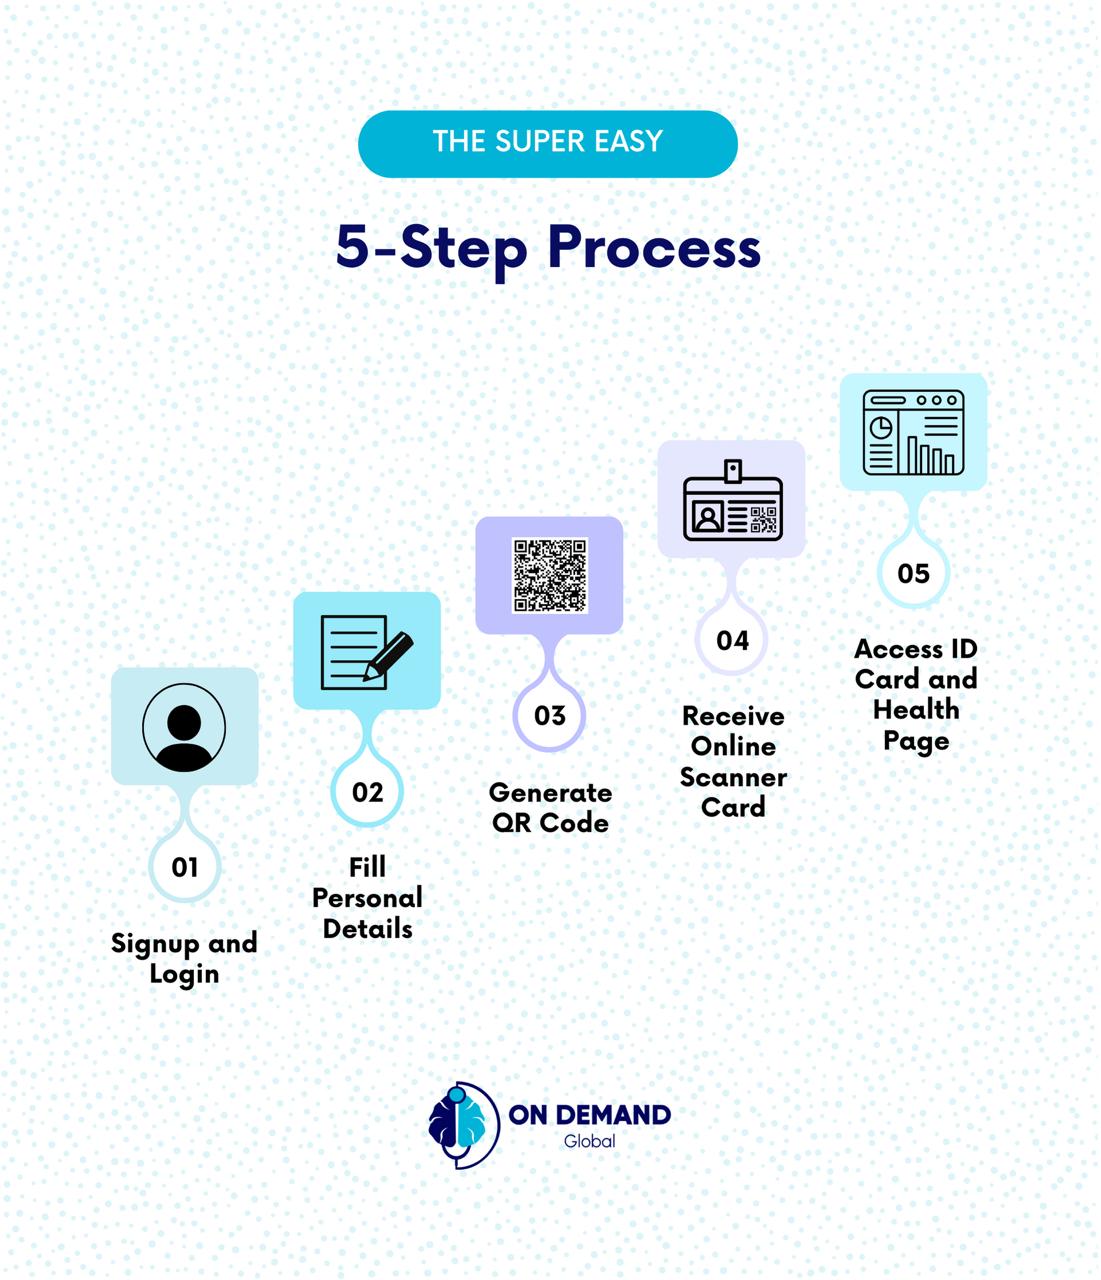 THE SUPER EASY
5-Step Process
01
Signup and
Login
02
Fill
Personal
Details
03
Generate
QR Code
04
Receive
Online
Scanner
Card
05
Access ID
Card and
Health
Page
ON DEMAND
Global